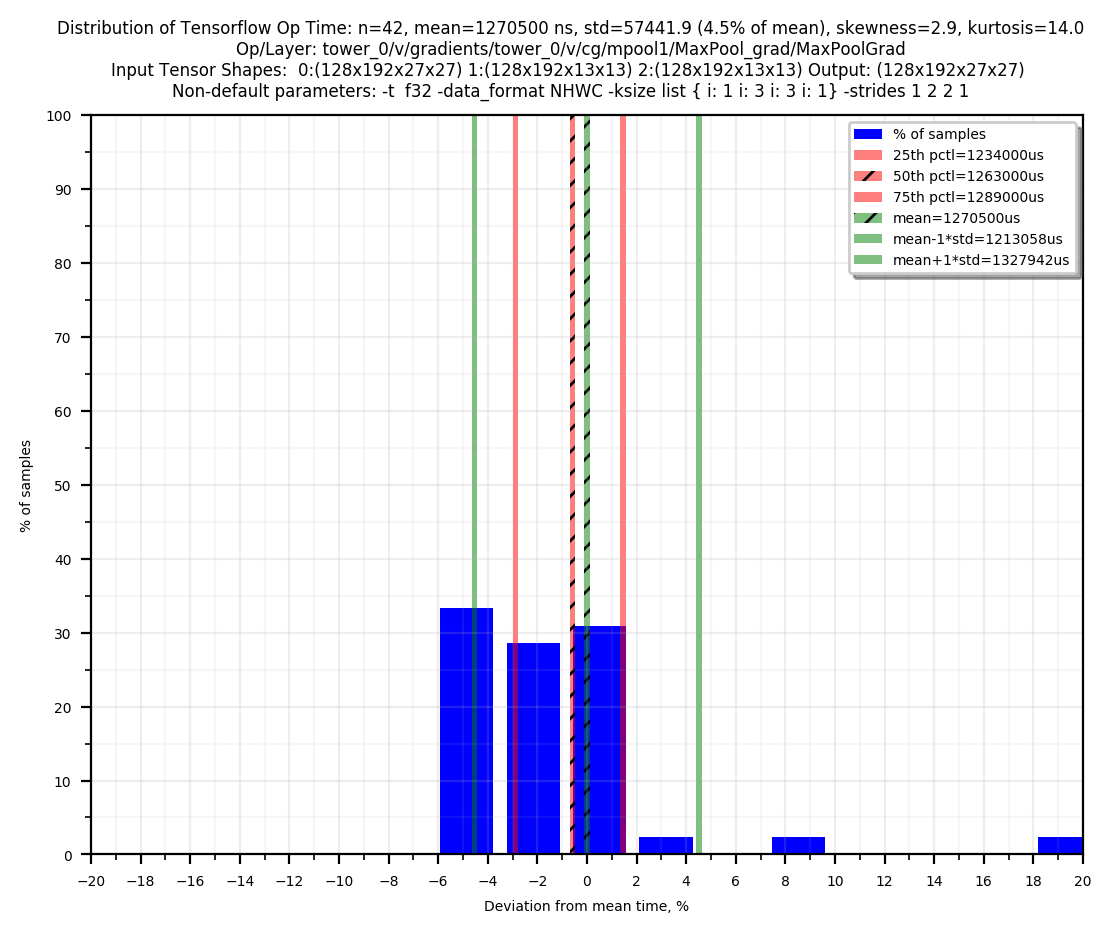 Distribution of Tensorflow Op Time: n=42, mean=1270500 ns, std=57441.9 (4.5% of mean), skewness=2.9, kurtosis=14.0
Op/Layer: tower_0/v/gradients/tower_0/v/cg/mpool1/MaxPool_grad/MaxPoolGrad
Input Tensor Shapes:  0:(128x192x27x27) 1:(128x192x13x13) 2:(128x192x13x13) Output: (128x192x27x27)
Non-default parameters: -t  f32 -data_format NHWC -ksize list { i: 1 i: 3 i: 3 i: 1} -strides 1 2 2 1
% of samples
25th pctl=1234000us
50th pctl=1263000us
75th pctl=1289000us
mean=1270500us
mean-1*std=1213058us
mean+1*std=1327942us
100
90
80
70
60
50
40
30
20
10
0
% of samples
−20 −18 −16 −14 −12 −10 −8 −6 −4 −2 0 2 4 6 8 10 12 14 16 18 20
Deviation from mean time, %